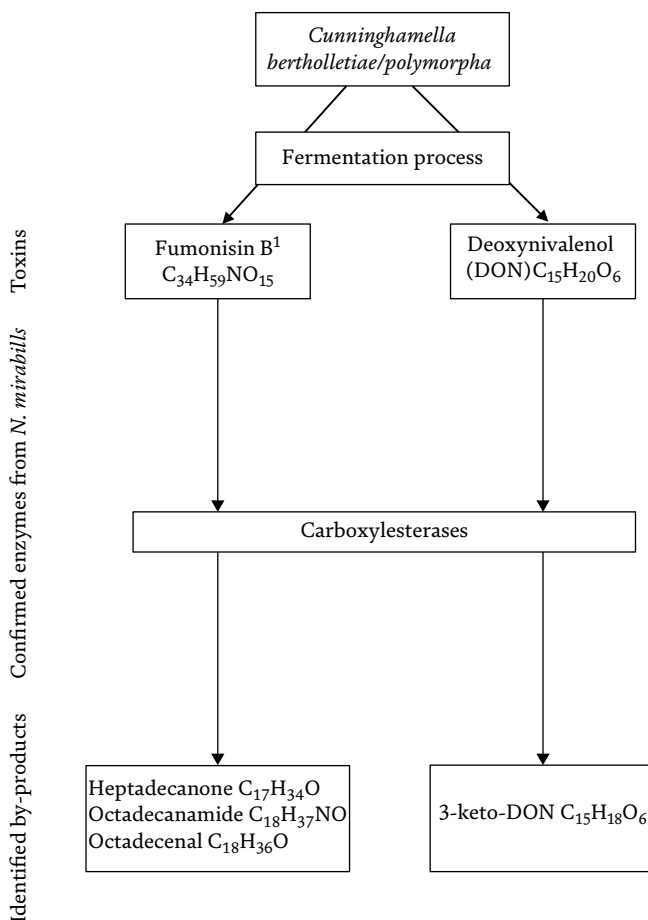 Cunninghamella
bertholletiae/polymorpha
Fermentation process
Toxins
Fumonisin B¹
C₃₄H₅₉NO₁₅
Deoxynivalenol
(DON)C₁₅H₂₀O₆
Confirmed enzymes from N. mirabills
Carboxylesterases
Identified by-products
Heptadecanone C₁₇H₃₄O
Octadecanamide C₁₈H₃₇NO
Octadecenal C₁₈H₃₆O
3-keto-DON C₁₅H₁₈O₆